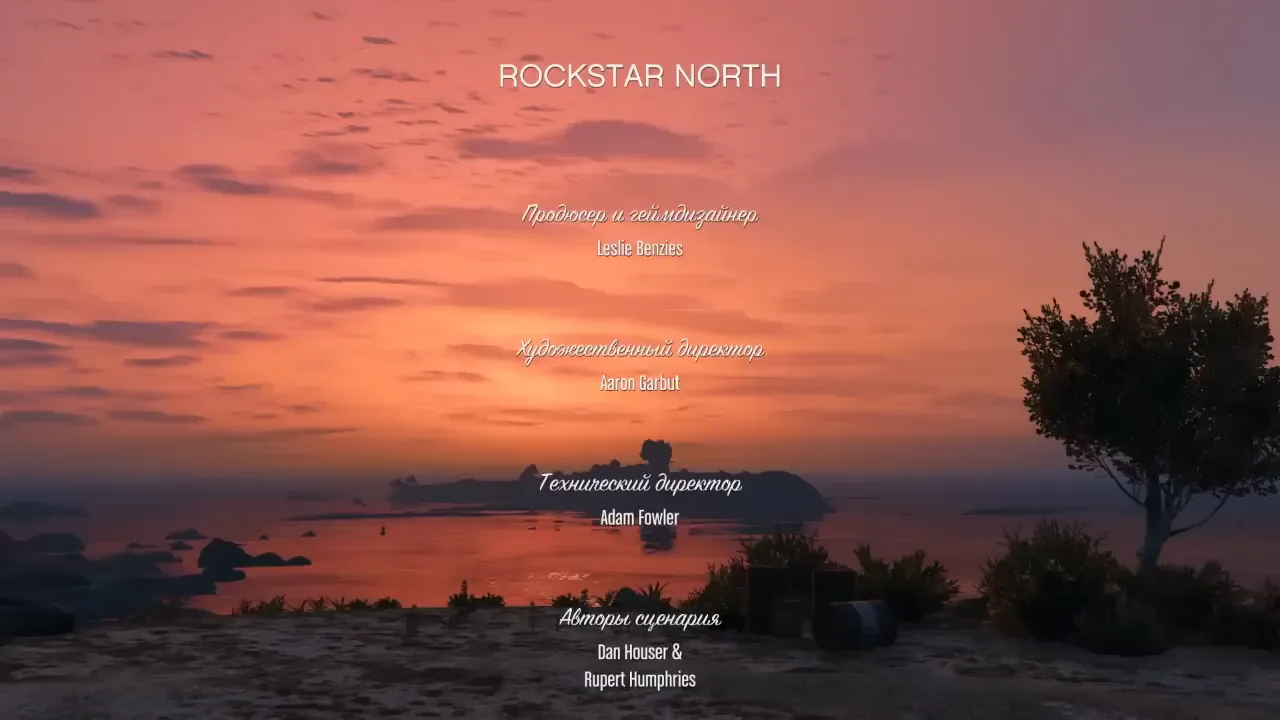 ROCKSTAR NORTH
Продюсер и геймдизайнер
Leslie Benzies
Художественный директор
Aaron Garbut
Технический директор
Adam Fowler
Авторы сценария
Dan Houser &
Rupert Humphries